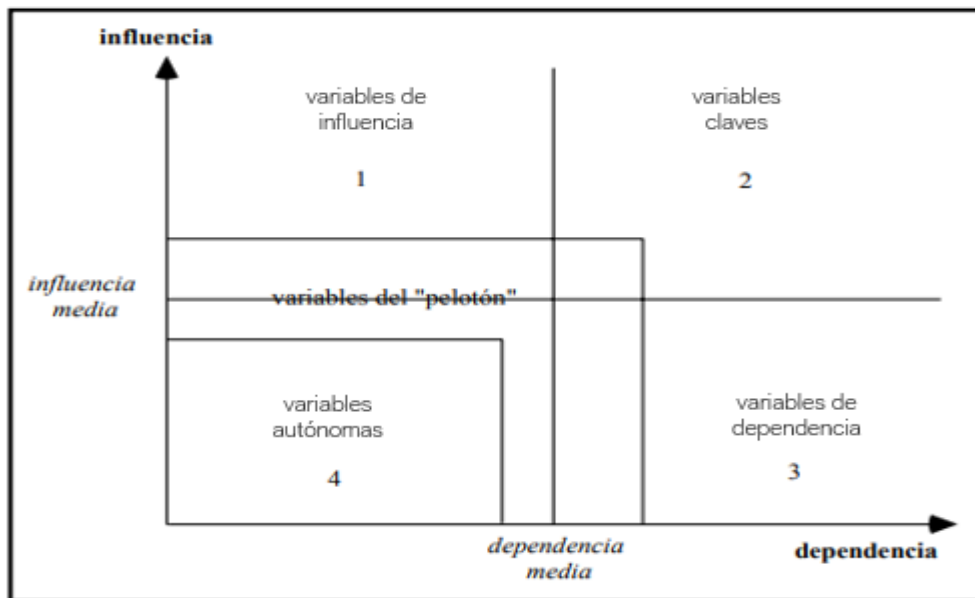 influencia
variables de
influencia
1
variables
claves
2
influencia
media
variables del "pelotón"
variables
autónomas
4
variables de
dependencia
3
dependencia
media
dependencia